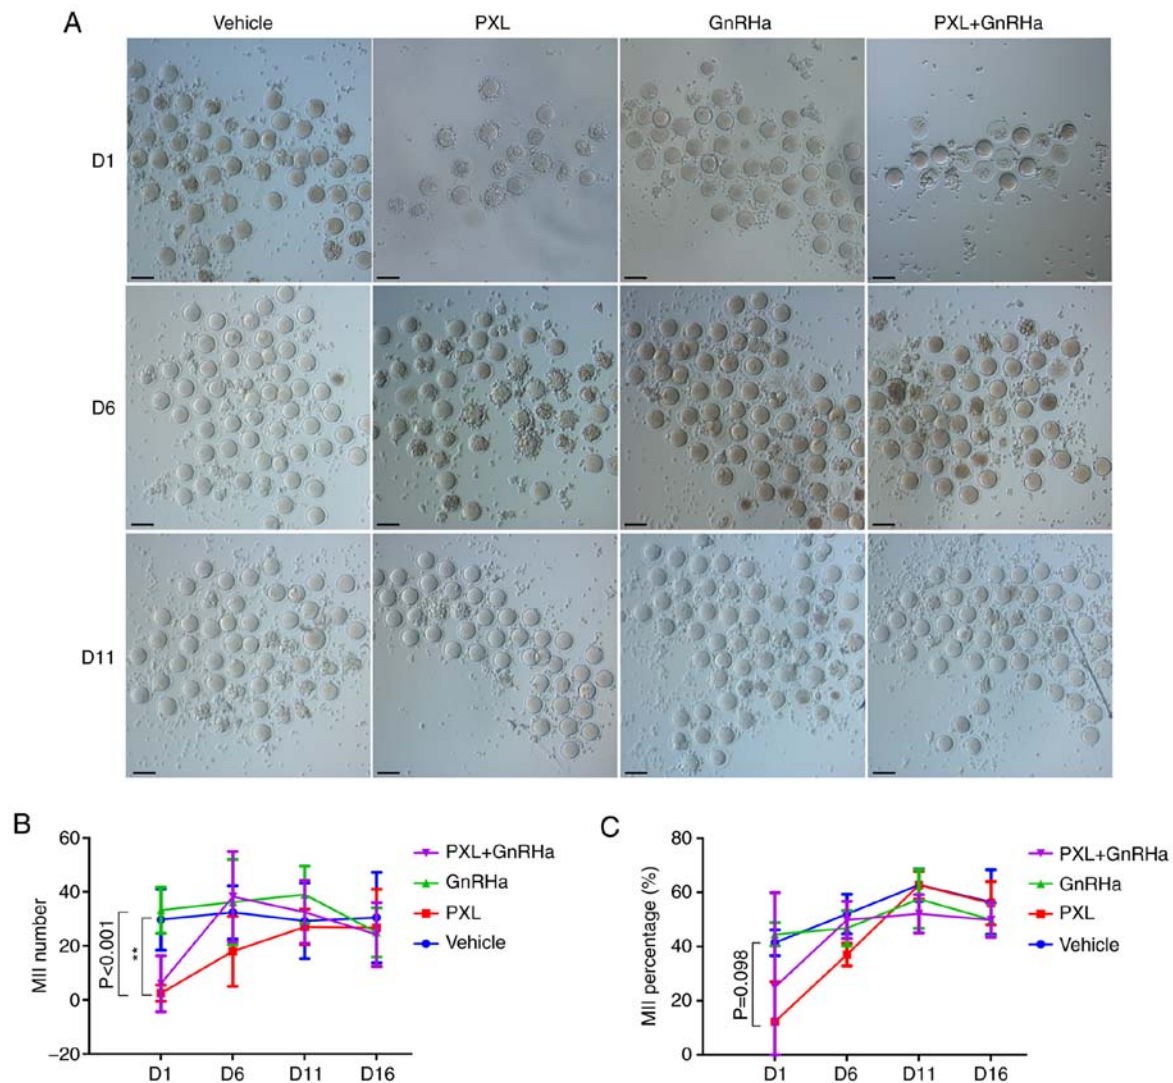 A
Vehicle
PXL
GnRHa
PXL+GnRHa
D1
D6
D11
B
MII number
60
40
20
0
−20
P<0.001
**
D1
D6
D11
D16
PXL+GnRHa
GnRHa
PXL
Vehicle
C
MII percentage (%)
80
60
40
20
0
P=0.098
D1
D6
D11
D16
PXL+GnRHa
GnRHa
PXL
Vehicle